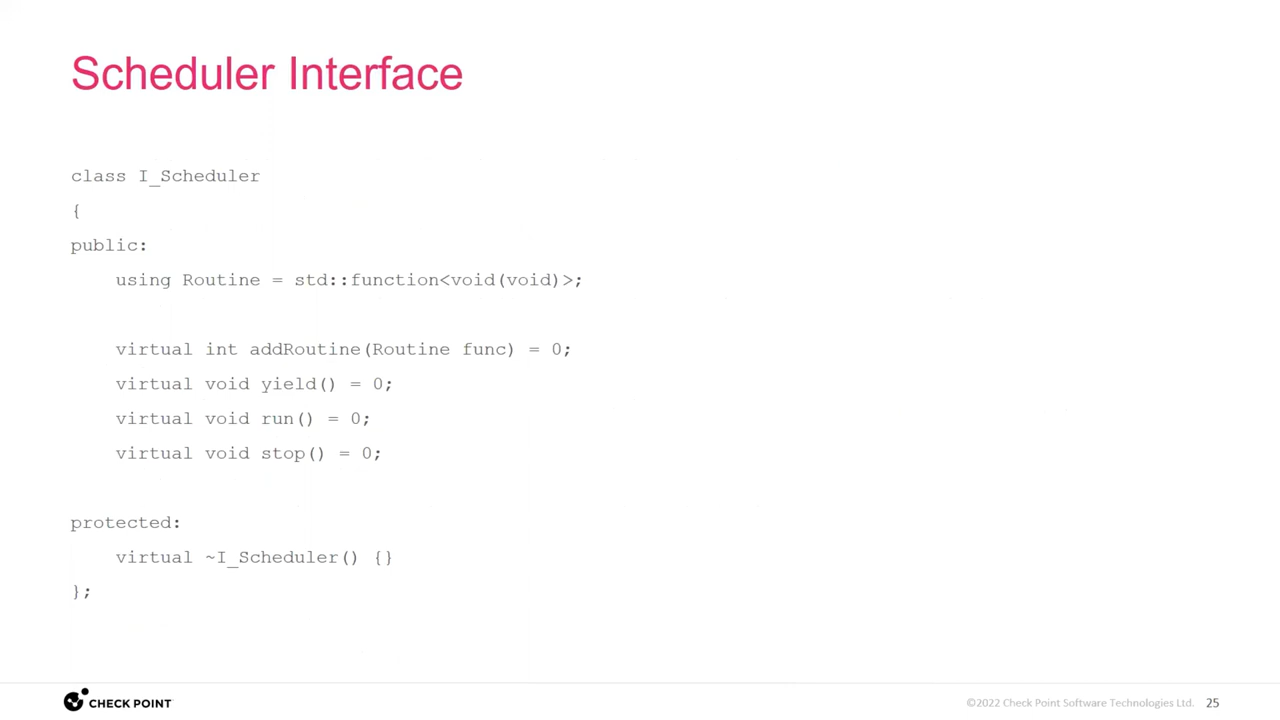 Scheduler Interface
class I_Scheduler
{
public:
    using Routine = std::function<void(void)>;
    virtual int addRoutine(Routine func) = 0;
    virtual void yield() = 0;
    virtual void run() = 0;
    virtual void stop() = 0;
protected:
    virtual ~I_Scheduler() {}
};
CHECK POINT
©2022 Check Point Software Technologies Ltd. 25